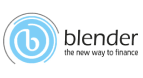 b
blender
the new way to finance